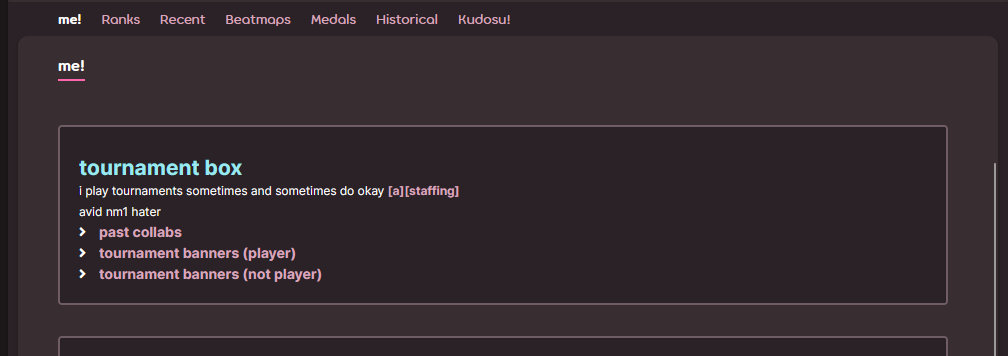 me! Ranks Recent Beatmaps Medals Historical Kudosu!
me!
tournament box
i play tournaments sometimes and sometimes do okay [a][staffing]
avid nm1 hater
past collabs
tournament banners (player)
tournament banners (not player)